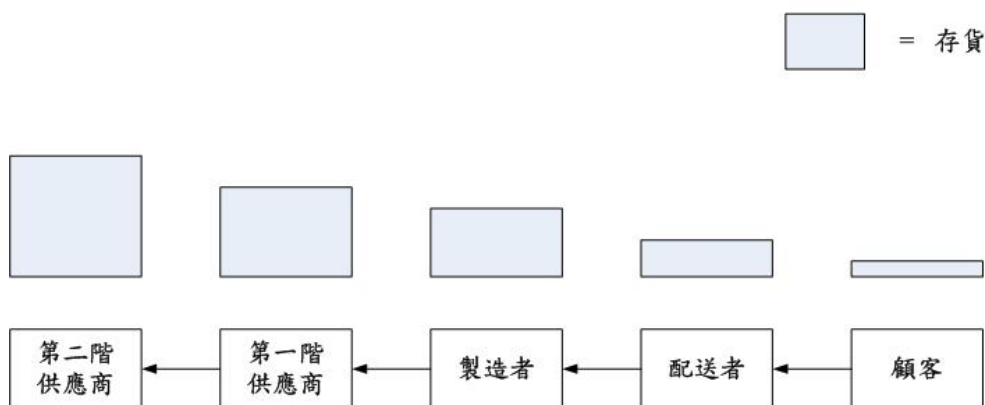 = 存貨
第二階
供應商
第一階
供應商
製造者
配送者
顧客